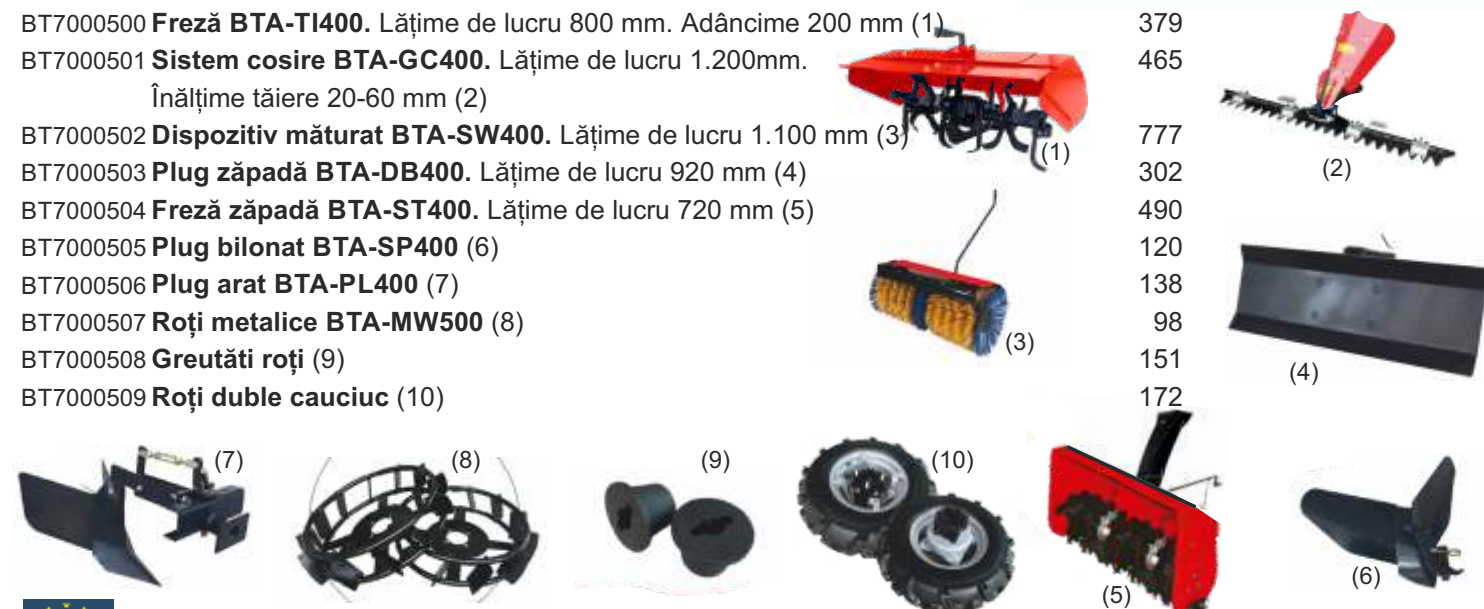 BT7000500 Freză BTA-TI400. Lățime de lucru 800 mm. Adâncime 200 mm (1) 379
BT7000501 Sistem cosire BTA-GC400. Lățime de lucru 1.200mm. 465
Înălțime tăiere 20-60 mm (2)
BT7000502 Dispozitiv măturat BTA-SW400. Lățime de lucru 1.100 mm (3) 777
BT7000503 Plug zăpadă BTA-DB400. Lățime de lucru 920 mm (4) 302
BT7000504 Freză zăpadă BTA-ST400. Lățime de lucru 720 mm (5) 490
BT7000505 Plug bilonat BTA-SP400 (6) 120
BT7000506 Plug arat BTA-PL400 (7) 138
BT7000507 Roți metalice BTA-MW500 (8) 98
BT7000508 Greutăti roți (9) 151
BT7000509 Roți duble cauciuc (10) 172
(1)
(2)
(3)
(4)
(7)
(8)
(9)
(10)
(5)
(6)